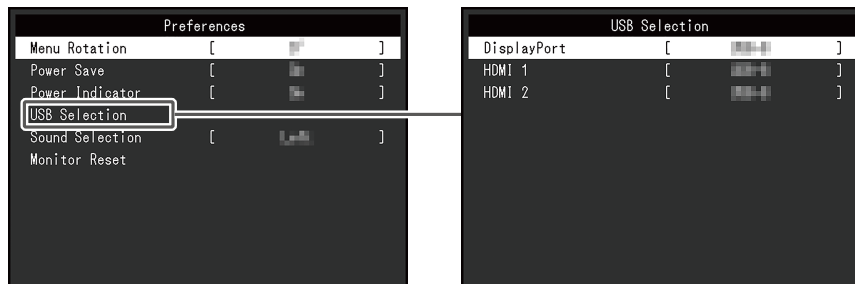 Preferences
Menu Rotation [ ]
Power Save [ ]
Power Indicator [ ]
USB Selection
Sound Selection [ ]
Monitor Reset
USB Selection
DisplayPort [ ]
HDMI 1 [ ]
HDMI 2 [ ]